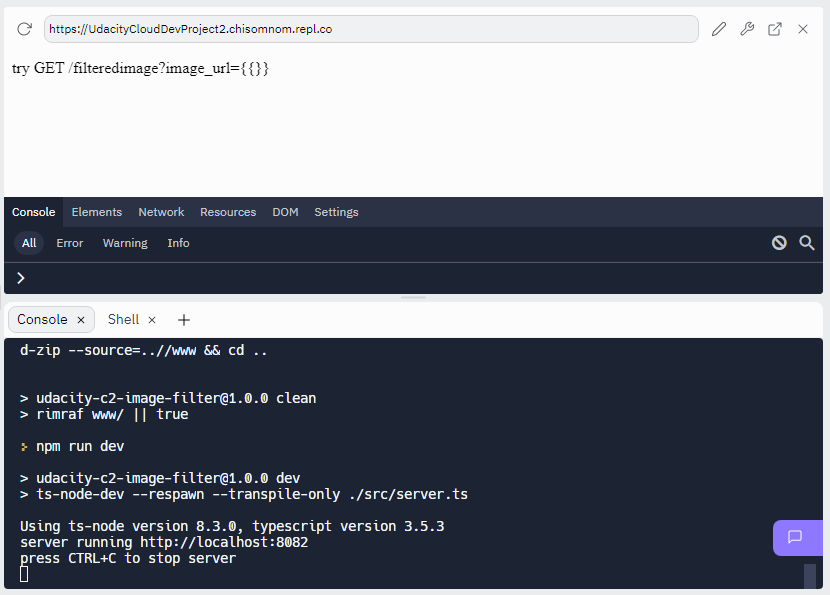 https://UdacityCloudDevProject2.chisomnom.repl.co
try GET /filteredimage?image_url={{}}
Console Elements Network Resources DOM Settings
All Error Warning Info
>
Console × Shell × +
d-zip --source=..//www && cd ..
> udacity-c2-image-filter@1.0.0 clean
> rimraf www/ || true
> npm run dev
> udacity-c2-image-filter@1.0.0 dev
> ts-node-dev --respawn --transpile-only ./src/server.ts
Using ts-node version 8.3.0, typescript version 3.5.3
server running http://localhost:8082
press CTRL+C to stop server